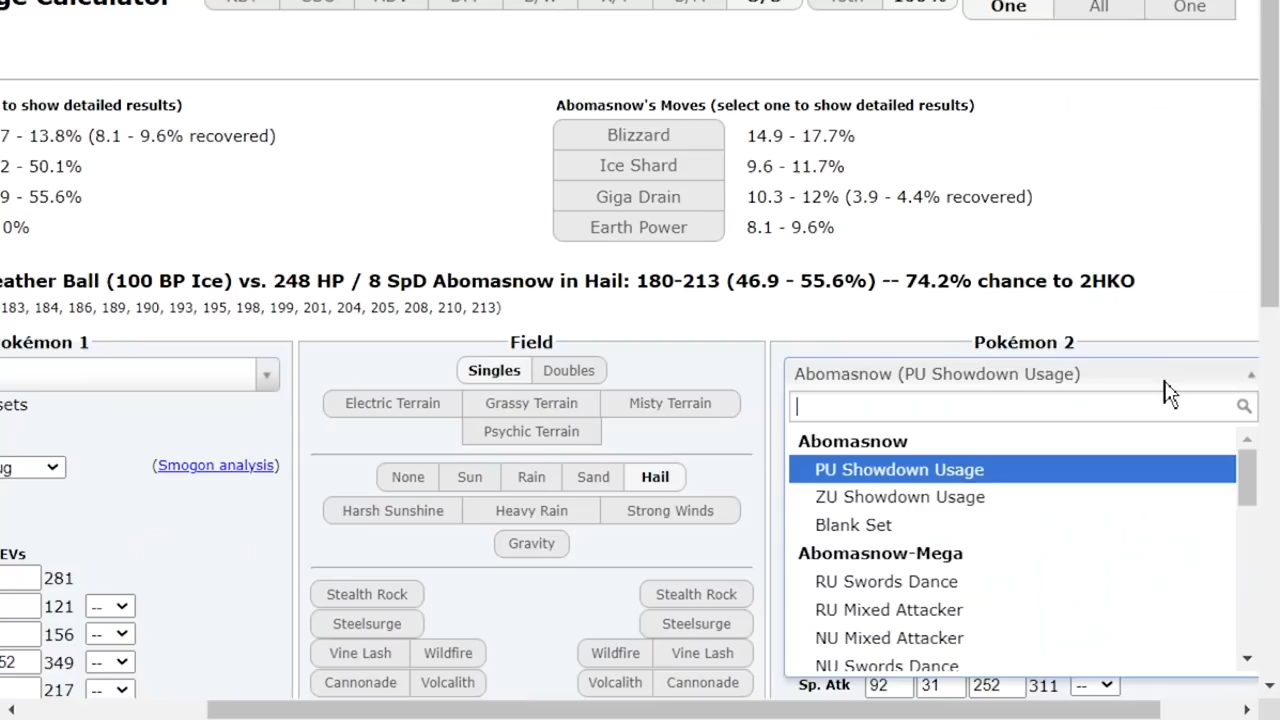 ge Calculator
One All One
to show detailed results)
Abomasnow's Moves (select one to show detailed results)
7 - 13.8% (8.1 - 9.6% recovered)
Blizzard 14.9 - 17.7%
2 - 50.1%
Ice Shard 9.6 - 11.7%
9 - 55.6%
Giga Drain 10.3 - 12% (3.9 - 4.4% recovered)
0%
Earth Power 8.1 - 9.6%
eather Ball (100 BP Ice) vs. 248 HP / 8 SpD Abomasnow in Hail: 180-213 (46.9 - 55.6%) -- 74.2% chance to 2HKO
183, 184, 186, 189, 190, 193, 195, 198, 199, 201, 204, 205, 208, 210, 213)
okémon 1
sets
ug
(Smogon analysis)
EVs
281
121 --
156 --
52 349 --
217 --
Field
Singles Doubles
Electric Terrain Grassy Terrain Misty Terrain
Psychic Terrain
None Sun Rain Sand Hail
Harsh Sunshine Heavy Rain Strong Winds
Gravity
Stealth Rock Stealth Rock
Steelsurge Steelsurge
Vine Lash Wildfire Wildfire Vine Lash
Cannonade Volcalith Volcalith Cannonade
Pokémon 2
Abomasnow (PU Showdown Usage)
Abomasnow
PU Showdown Usage
ZU Showdown Usage
Blank Set
Abomasnow-Mega
RU Swords Dance
RU Mixed Attacker
NU Mixed Attacker
NU Swords Dance
Sp. Atk 92 31 252 311 --